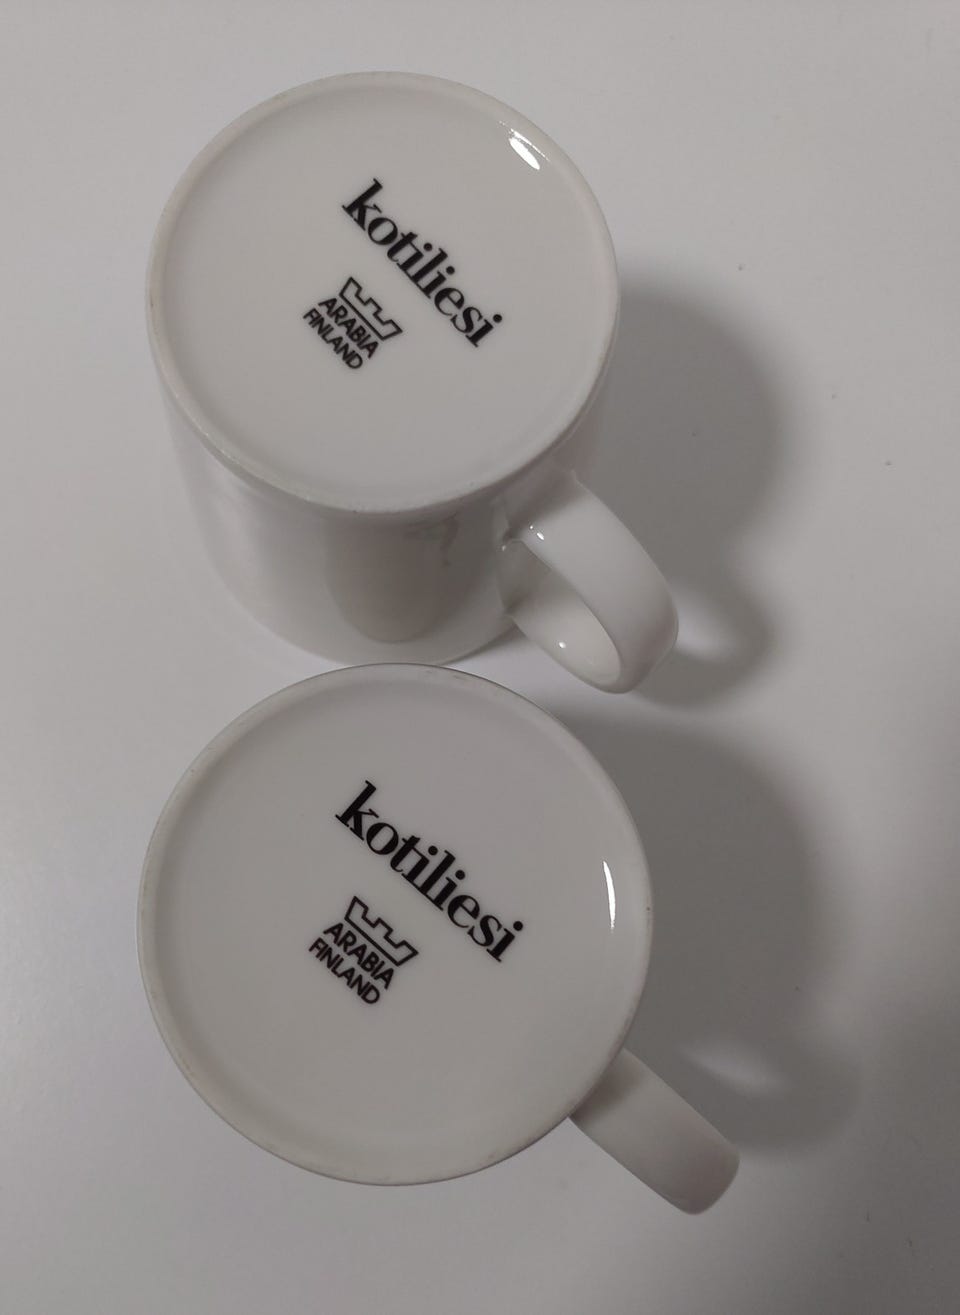 kotiliesi
ARABIA
FINLAND
kotiliesi
ARABIA
FINLAND